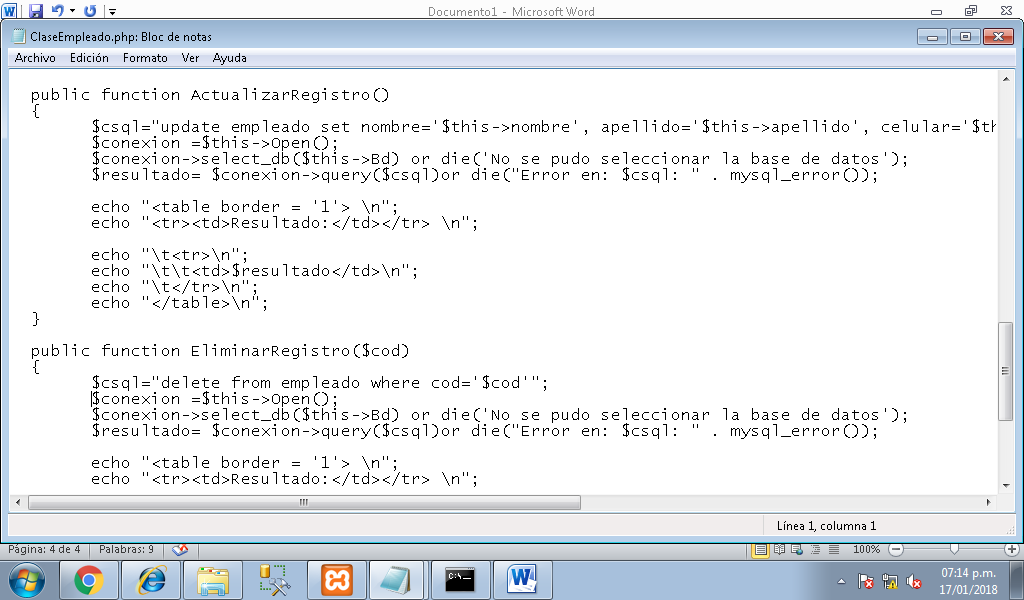 Documento1 - Microsoft Word
ClaseEmpleado.php: Bloc de notas
Archivo Edición Formato Ver Ayuda
public function ActualizarRegistro()
{
$csql="update empleado set nombre='$this->nombre', apellido='$this->apellido', celular='$th
$conexion =$this->Open();
$conexion->select_db($this->Bd) or die('No se pudo seleccionar la base de datos');
$resultado= $conexion->query($csql)or die("Error en: $csql: " . mysql_error());
echo "<table border = '1'> \n";
echo "<tr><td>Resultado:</td></tr> \n";
echo "\t<tr>\n";
echo "\t\t<td>$resultado</td>\n";
echo "\t</tr>\n";
echo "</table>\n";
}
public function EliminarRegistro($cod)
{
$csql="delete from empleado where cod='$cod'";
$conexion =$this->Open();
$conexion->select_db($this->Bd) or die('No se pudo seleccionar la base de datos');
$resultado= $conexion->query($csql)or die("Error en: $csql: " . mysql_error());
echo "<table border = '1'> \n";
echo "<tr><td>Resultado:</td></tr> \n";
Línea 1, columna 1
Página: 4 de 4 Palabras: 9 100%
07:14 p.m.
17/01/2018